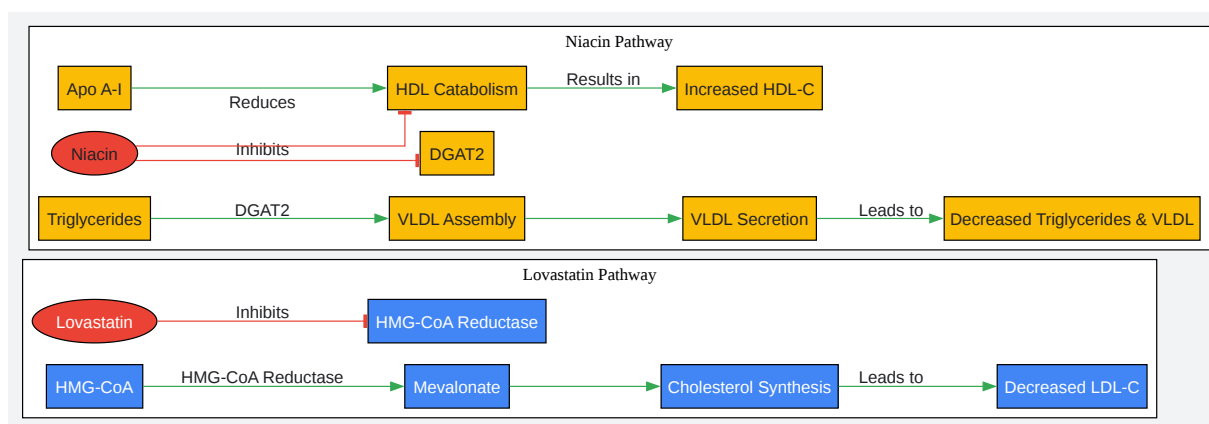 Niacin Pathway
Apo A-I
Reduces
HDL Catabolism
Results in
Increased HDL-C
Niacin
Inhibits
DGAT2
Triglycerides
DGAT2
VLDL Assembly
VLDL Secretion
Leads to
Decreased Triglycerides & VLDL
Lovastatin Pathway
Lovastatin
Inhibits
HMG-CoA Reductase
HMG-CoA
HMG-CoA Reductase
Mevalonate
Cholesterol Synthesis
Leads to
Decreased LDL-C